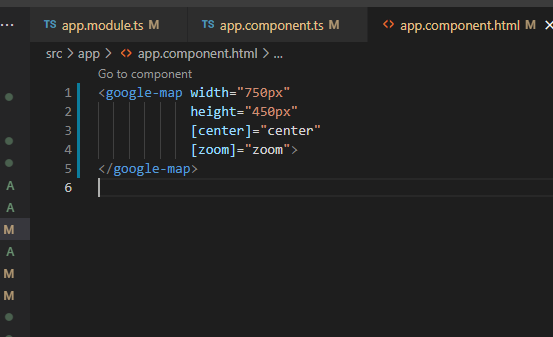 ... TS app.module.ts M TS app.component.ts M <> app.component.html M ×
src > app > <> app.component.html > ...
Go to component
1 <google-map width="750px"
2 height="450px"
3 [center]="center"
4 [zoom]="zoom">
5 </google-map>
6
A
A
M
A
M
M